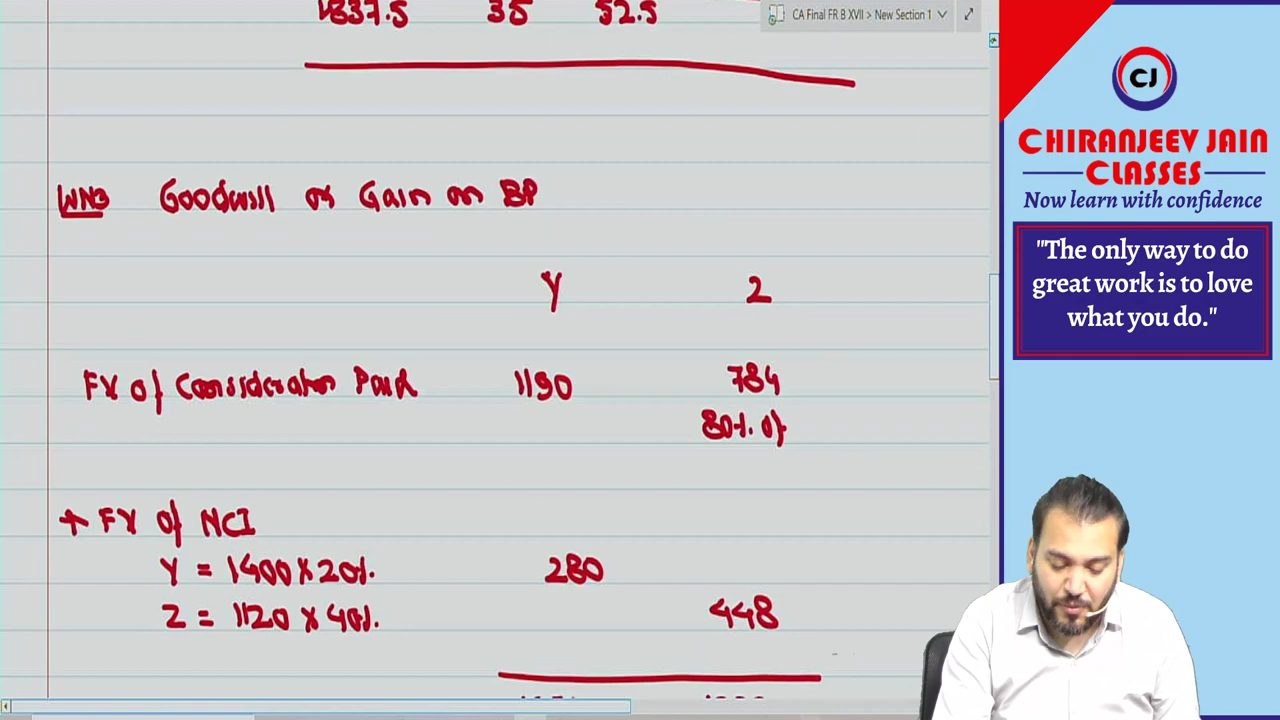 1837.5 35 52.5
CA Final FR B XVII > New Section 1
WN3 Goodwill or Gain on BP
Y Z
FV of Consideration Paid 1190 784
80% of
+ FV of NCI
Y = 1400 x 20%. 280
Z = 1120 x 40%. 448
CJ
CHIRANJEEV JAIN
CLASSES
Now learn with confidence
"The only way to do
great work is to love
what you do."